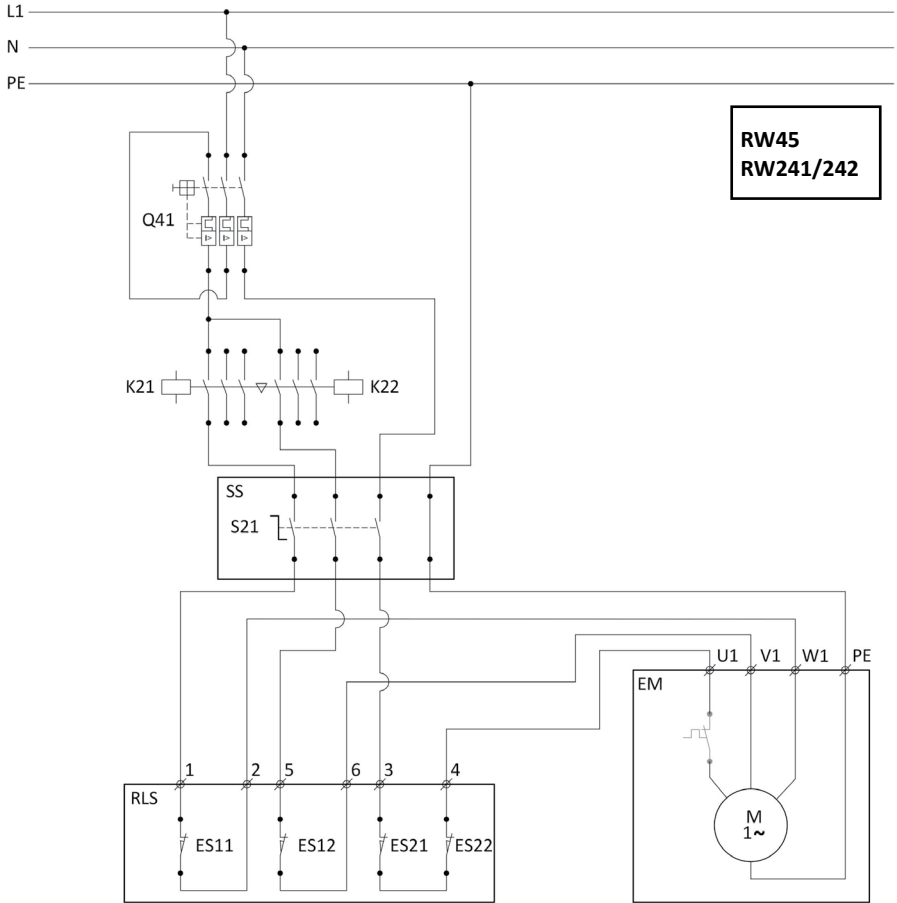 L1
N
PE
RW45
RW241/242
Q41
K21
K22
SS
S21
U1 V1 W1 PE
EM
1 2 5 6 3 4
RLS
M
1~
ES11 ES12 ES21 ES22